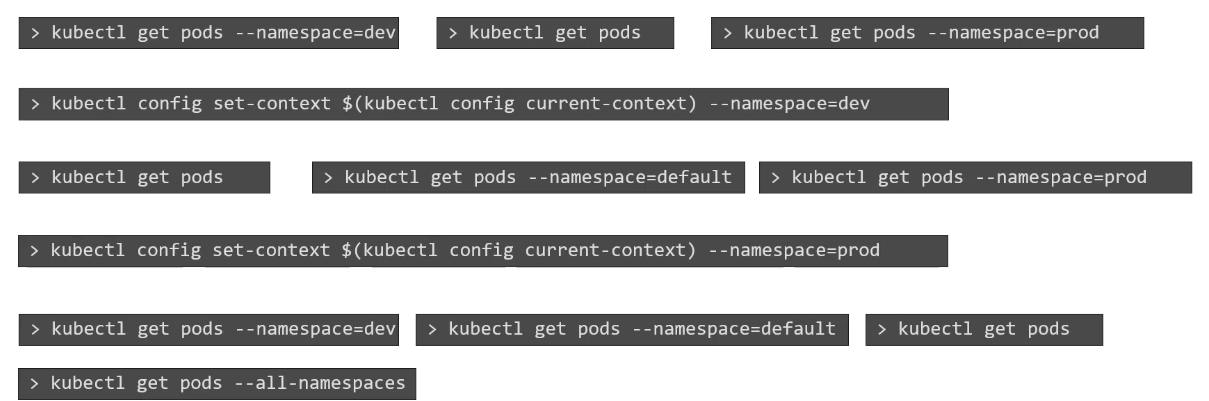 > kubectl get pods --namespace=dev > kubectl get pods > kubectl get pods --namespace=prod
> kubectl config set-context $(kubectl config current-context) --namespace=dev
> kubectl get pods > kubectl get pods --namespace=default > kubectl get pods --namespace=prod
> kubectl config set-context $(kubectl config current-context) --namespace=prod
> kubectl get pods --namespace=dev > kubectl get pods --namespace=default > kubectl get pods
> kubectl get pods --all-namespaces